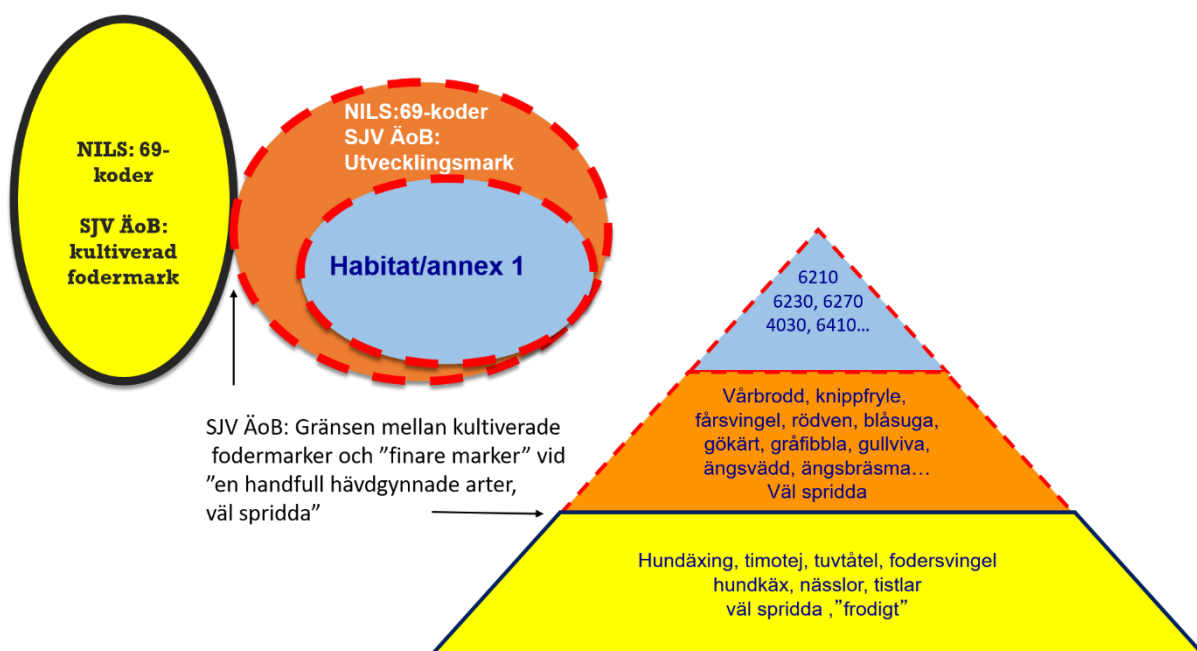 NILS: 69-
koder
SJV ÄoB:
kultiverad
fodermark
NILS:69-koder
SJV ÄoB:
Utvecklingsmark
Habitat/annex 1
SJV ÄoB: Gränsen mellan kultiverade
fodermarker och ”finare marker” vid
”en handfull hävdgynnade arter,
väl spridda”
6210
6230, 6270
4030, 6410...
Vårbrodd, knippfryle,
fårsvingel, rödven, blåsuga,
gökärt, gråfibbla, gullviva,
ängsvädd, ängsbräsma…
Väl spridda
Hundäxing, timotej, tuvtåtel, fodersvingel
hundkäx, nässlor, tistlar
väl spridda ,”frodigt”